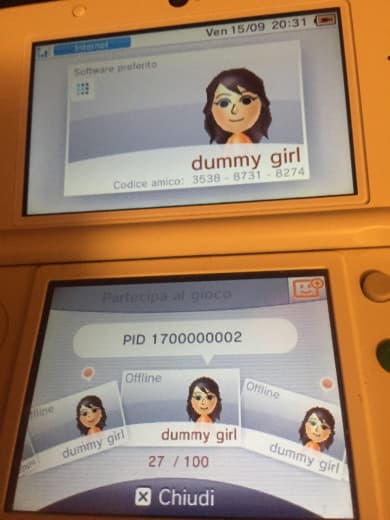 Internet
Ven 15/09 20:31
Software preferito
dummy girl
Codice amico: 3538 - 8731 - 8274
Partecipa al gioco
PID 1700000002
Offline
Offline
Offline
dummy girl
dummy girl
dummy girl
27 / 100
X Chiudi